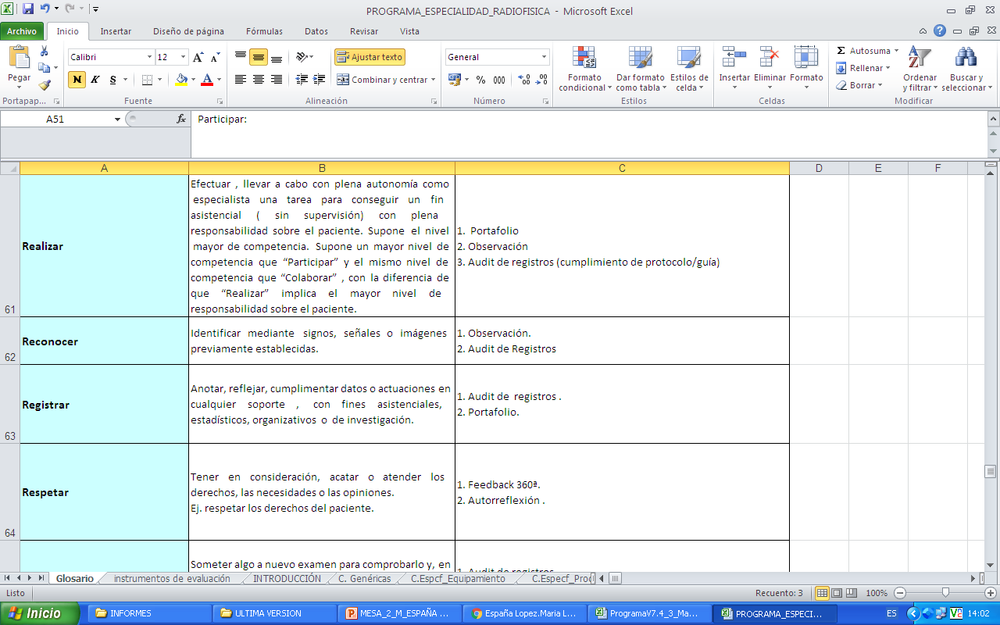 PROGRAMA_ESPECIALIDAD_RADIOFISICA - Microsoft Excel
Archivo Inicio Insertar Diseño de página Fórmulas Datos Revisar Vista
Pegar
Portapap...
Calibri 12
N K S
Fuente
Ajustar texto
Combinar y centrar
Alineación
General
% 000
Número
Formato condicional
Dar formato como tabla
Estilos de celda
Estilos
Insertar Eliminar Formato
Celdas
Σ Autosuma
Rellenar
Borrar
Ordenar y filtrar
Buscar y seleccionar
Modificar
A51 fx Participar:
A B C D E F
61
Realizar
Efectuar , llevar a cabo con plena autonomía como
especialista una tarea para conseguir un fin
asistencial ( sin supervisión) con plena
responsabilidad sobre el paciente. Supone el nivel
mayor de competencia. Supone un mayor nivel de
competencia que “Participar” y el mismo nivel de
competencia que “Colaborar” , con la diferencia de
que “Realizar” implica el mayor nivel de
responsabilidad sobre el paciente.
1. Portafolio
2. Observación
3. Audit de registros (cumplimiento de protocolo/guía)
62
Reconocer
Identificar mediante signos, señales o imágenes
previamente establecidas.
1. Observación.
2. Audit de Registros
63
Registrar
Anotar, reflejar, cumplimentar datos o actuaciones en
cualquier soporte , con fines asistenciales,
estadísticos, organizativos o de investigación.
1. Audit de registros .
2. Portafolio.
64
Respetar
Tener en consideración, acatar o atender los
derechos, las necesidades o las opiniones.
Ej. respetar los derechos del paciente.
1. Feedback 360ª.
2. Autorreflexión .
Someter algo a nuevo examen para comprobarlo y, en
1. Audit de registros
Glosario instrumentos de evaluación INTRODUCCIÓN C. Genéricas C.Espcf_Equipamiento C.Especf_Prod
Listo Recuento: 3 100%
Inicio INFORMES ULTIMA VERSION MESA_2_M_ESPAÑA ... España Lopez.Maria L... ProgramaV7.4_3_Ma... PROGRAMA_ESPECI... ES 14:02